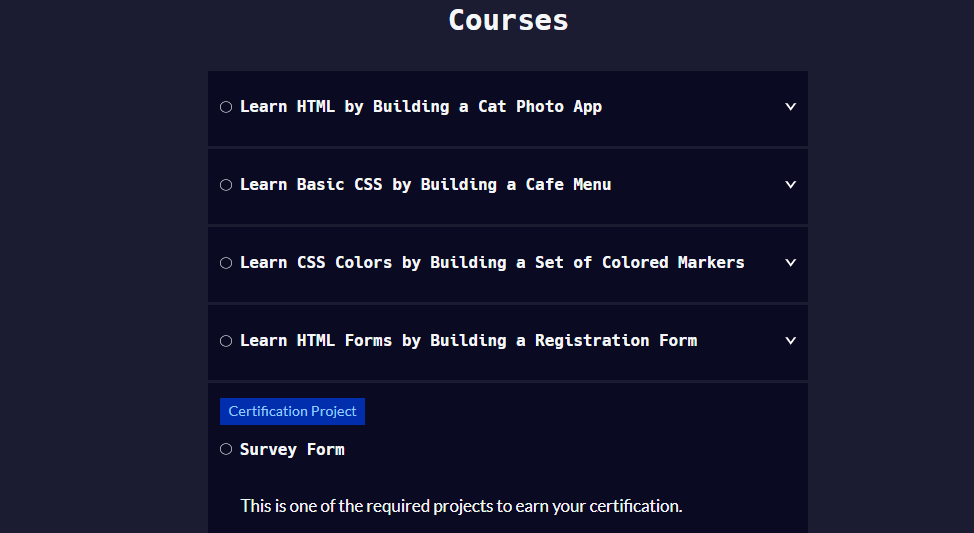 Courses
Learn HTML by Building a Cat Photo App
Learn Basic CSS by Building a Cafe Menu
Learn CSS Colors by Building a Set of Colored Markers
Learn HTML Forms by Building a Registration Form
Certification Project
Survey Form
This is one of the required projects to earn your certification.